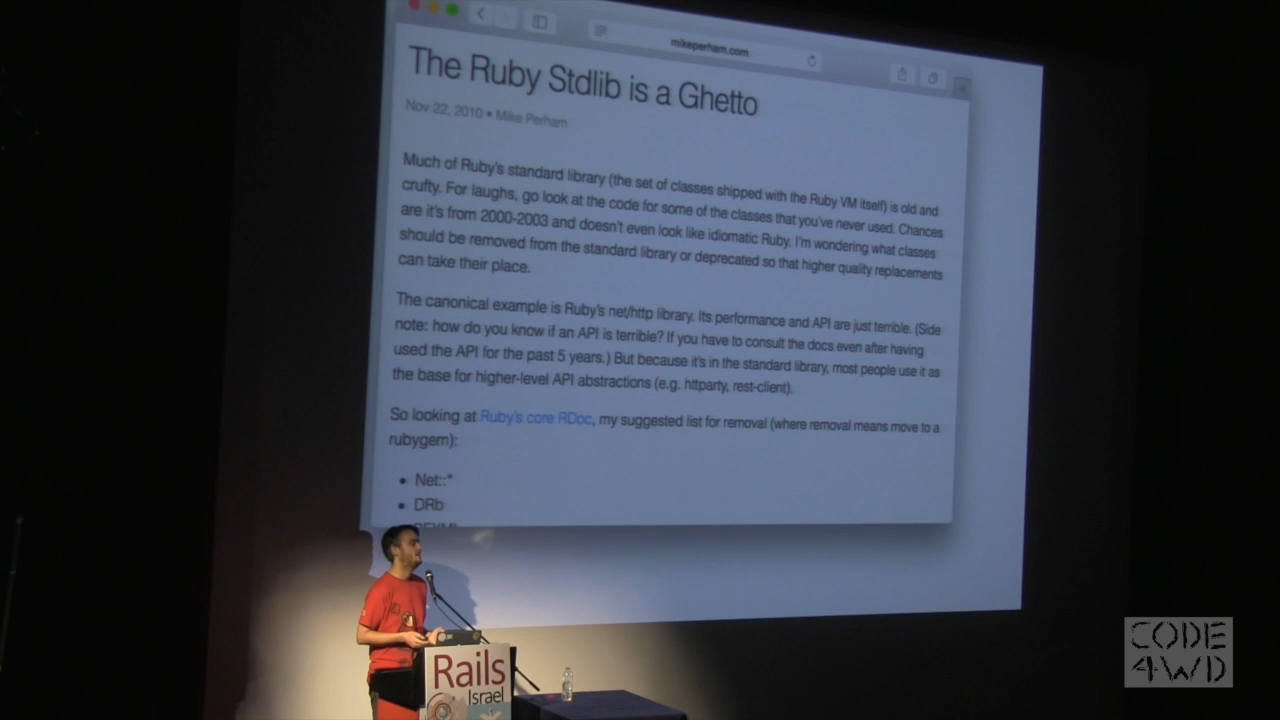 mikeperham.com
The Ruby Stdlib is a Ghetto
Nov 22, 2010 • Mike Perham
Much of Ruby's standard library (the set of classes shipped with the Ruby VM itself) is old and
crufty. For laughs, go look at the code for some of the classes that you've never used. Chances
are it's from 2000-2003 and doesn't even look like idiomatic Ruby. I'm wondering what classes
should be removed from the standard library or deprecated so that higher quality replacements
can take their place.
The canonical example is Ruby's net/http library. Its performance and API are just terrible. (Side
note: how do you know if an API is terrible? If you have to consult the docs even after having
used the API for the past 5 years.) But because it's in the standard library, most people use it as
the base for higher-level API abstractions (e.g. httparty, rest-client).
So looking at Ruby's core RDoc, my suggested list for removal (where removal means move to a
rubygem):
• Net::*
• DRb
Rails
Israel
CODE
4WD